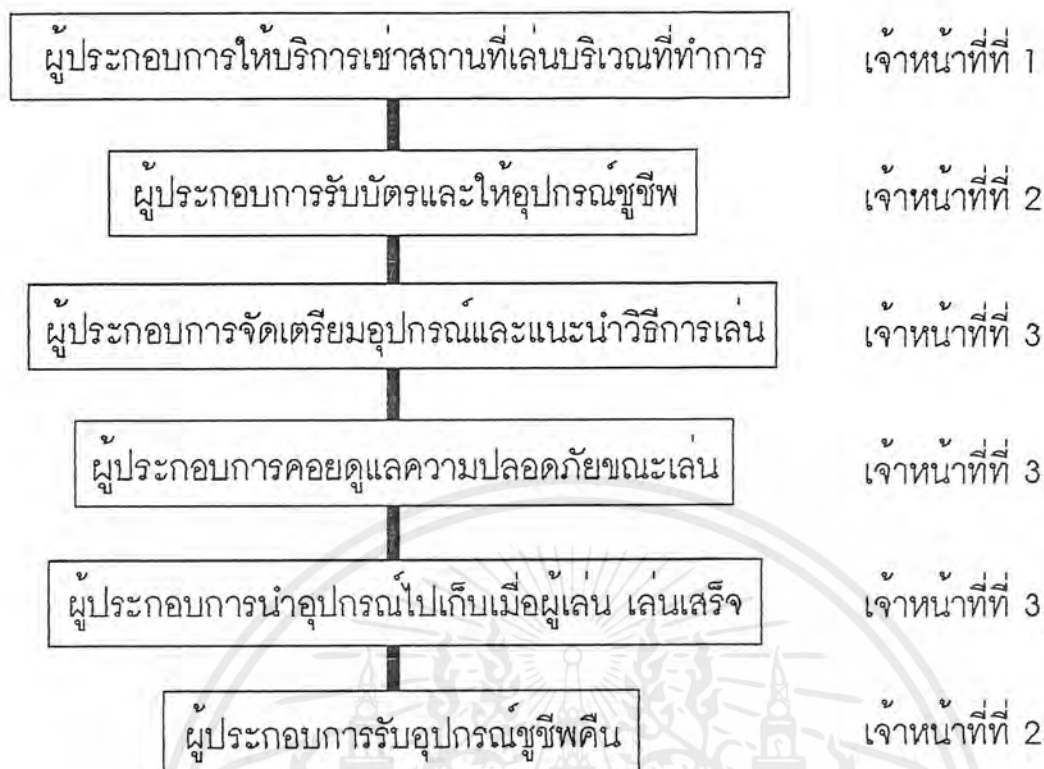 ผู้ประกอบการให้บริการเช่าสถานที่เล่นบริเวณที่ทำการ เจ้าหน้าที่ที่ 1
ผู้ประกอบการรับบัตรและให้อุปกรณ์ชูชีพ เจ้าหน้าที่ที่ 2
ผู้ประกอบการจัดเตรียมอุปกรณ์และแนะนำวิธีการเล่น เจ้าหน้าที่ที่ 3
ผู้ประกอบการคอยดูแลความปลอดภัยขณะเล่น เจ้าหน้าที่ที่ 3
ผู้ประกอบการนำอุปกรณ์ไปเก็บเมื่อผู้เล่น เล่นเสร็จ เจ้าหน้าที่ที่ 3
ผู้ประกอบการรับอุปกรณ์ชูชีพคืน เจ้าหน้าที่ที่ 2